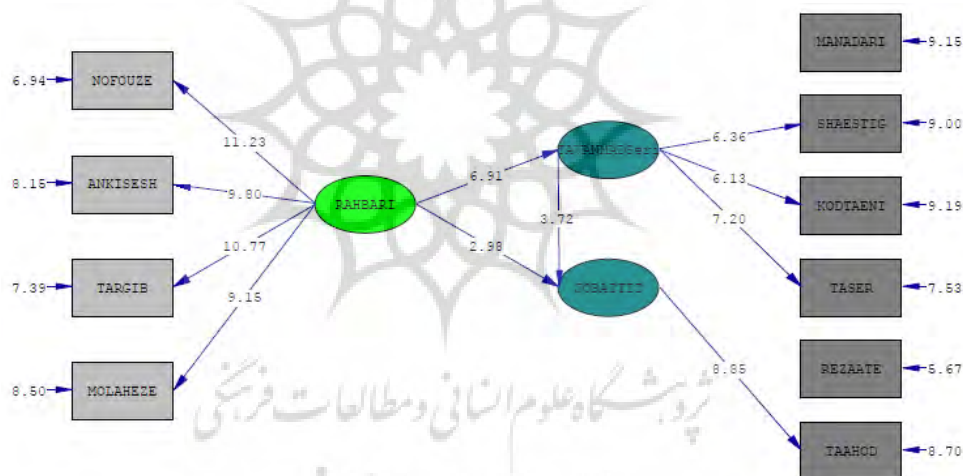 MANADARI
9.15
6.94
NOFOUZE
SHAESTIG
9.00
11.23
6.36
8.15
ANKISESH
9.80
RAHBARI
6.91
6.13
KODTAENI
9.19
3.72
7.20
10.77
2.98
7.39
TARGIB
TASER
7.53
9.15
8.50
MOLAHEZE
REZAATE
5.67
8.85
پژوهشگاه علوم انسانی و مطالعات فرهنگی
TAAHOD
8.70